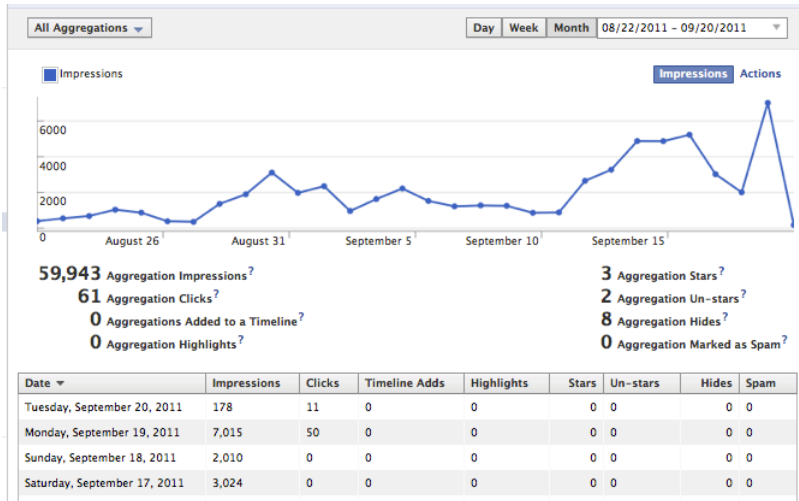 All Aggregations
Day Week Month 08/22/2011 - 09/20/2011
Impressions
Impressions Actions
6000
4000
2000
0
August 26 August 31 September 5 September 10 September 15
59,943 Aggregation Impressions?
3 Aggregation Stars?
61 Aggregation Clicks?
2 Aggregation Un-stars?
0 Aggregations Added to a Timeline?
8 Aggregation Hides?
0 Aggregation Highlights?
0 Aggregation Marked as Spam?
Date Impressions Clicks Timeline Adds Highlights Stars Un-stars Hides Spam
Tuesday, September 20, 2011 178 11 0 0 0 0 0 0
Monday, September 19, 2011 7,015 50 0 0 0 0 0 0
Sunday, September 18, 2011 2,010 0 0 0 0 0 0 0
Saturday, September 17, 2011 3,024 0 0 0 0 0 0 0